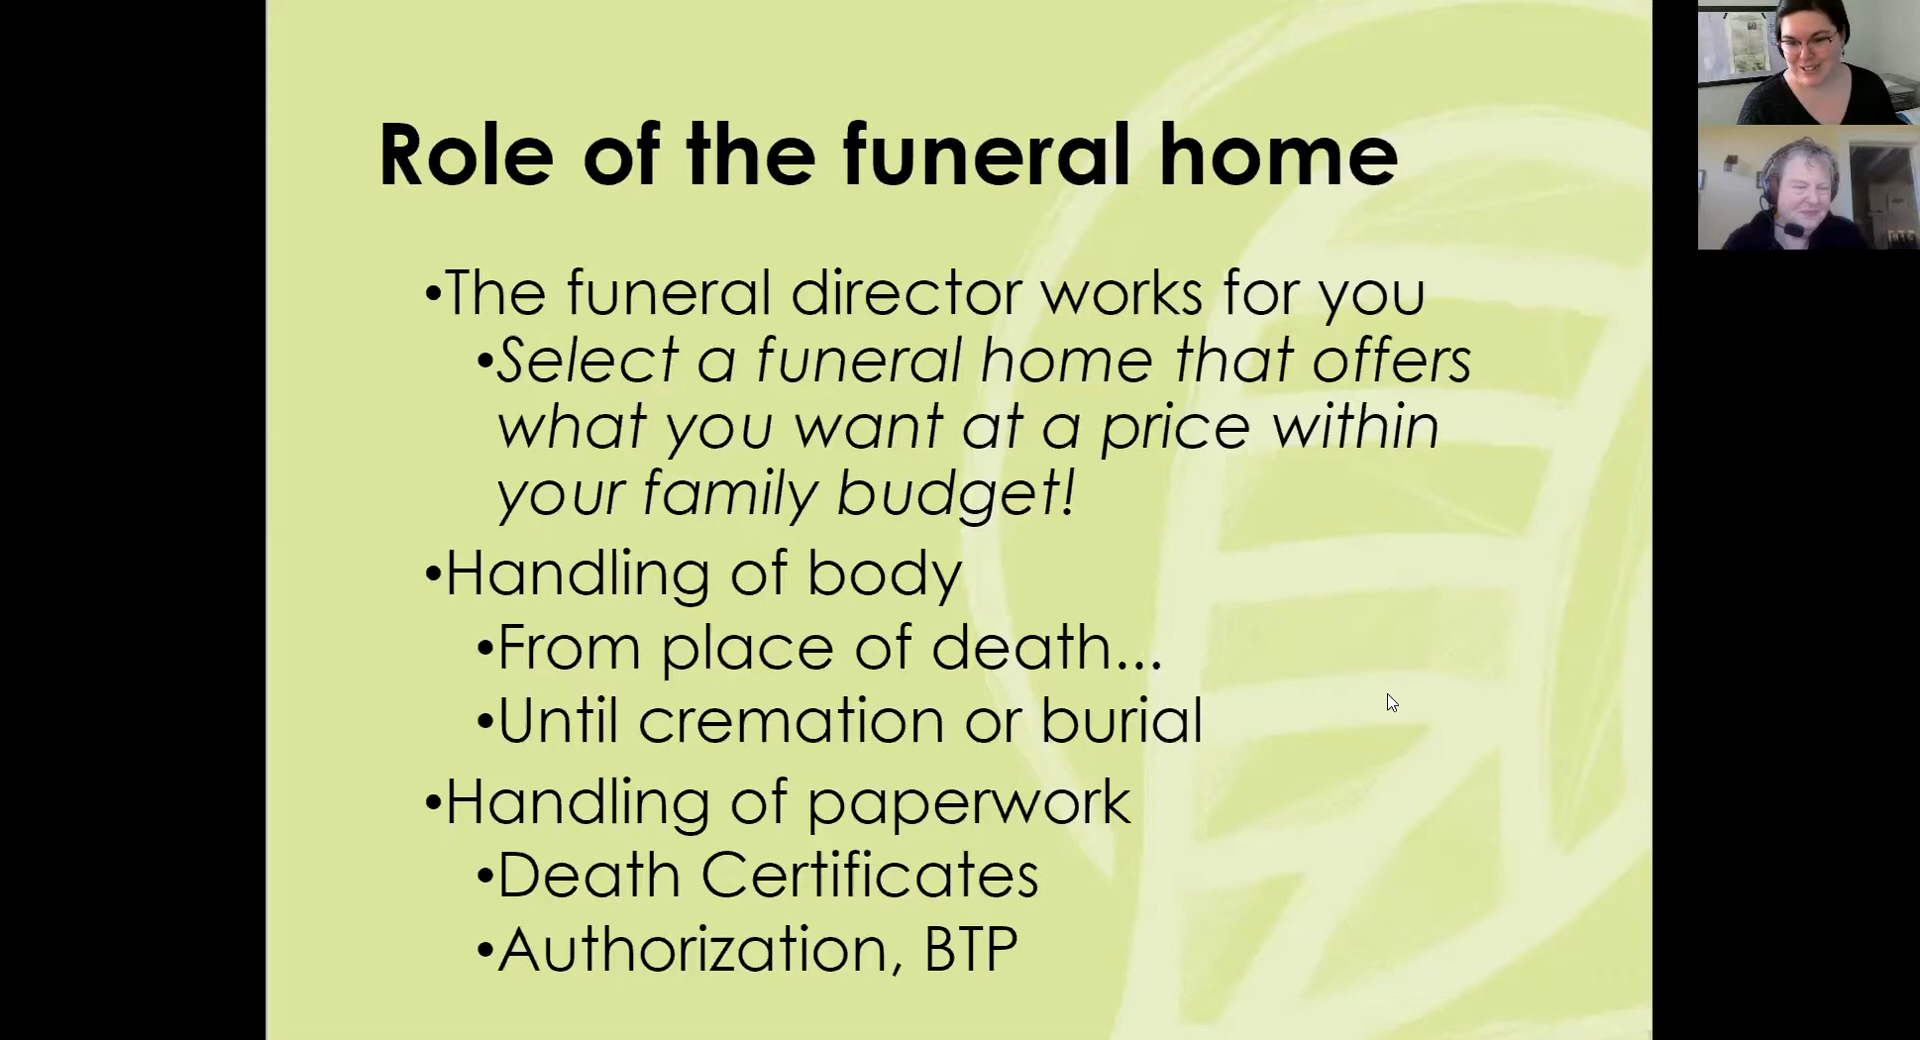 Role of the funeral home
•The funeral director works for you
•Select a funeral home that offers
what you want at a price within
your family budget!
•Handling of body
•From place of death...
•Until cremation or burial
•Handling of paperwork
•Death Certificates
•Authorization, BTP